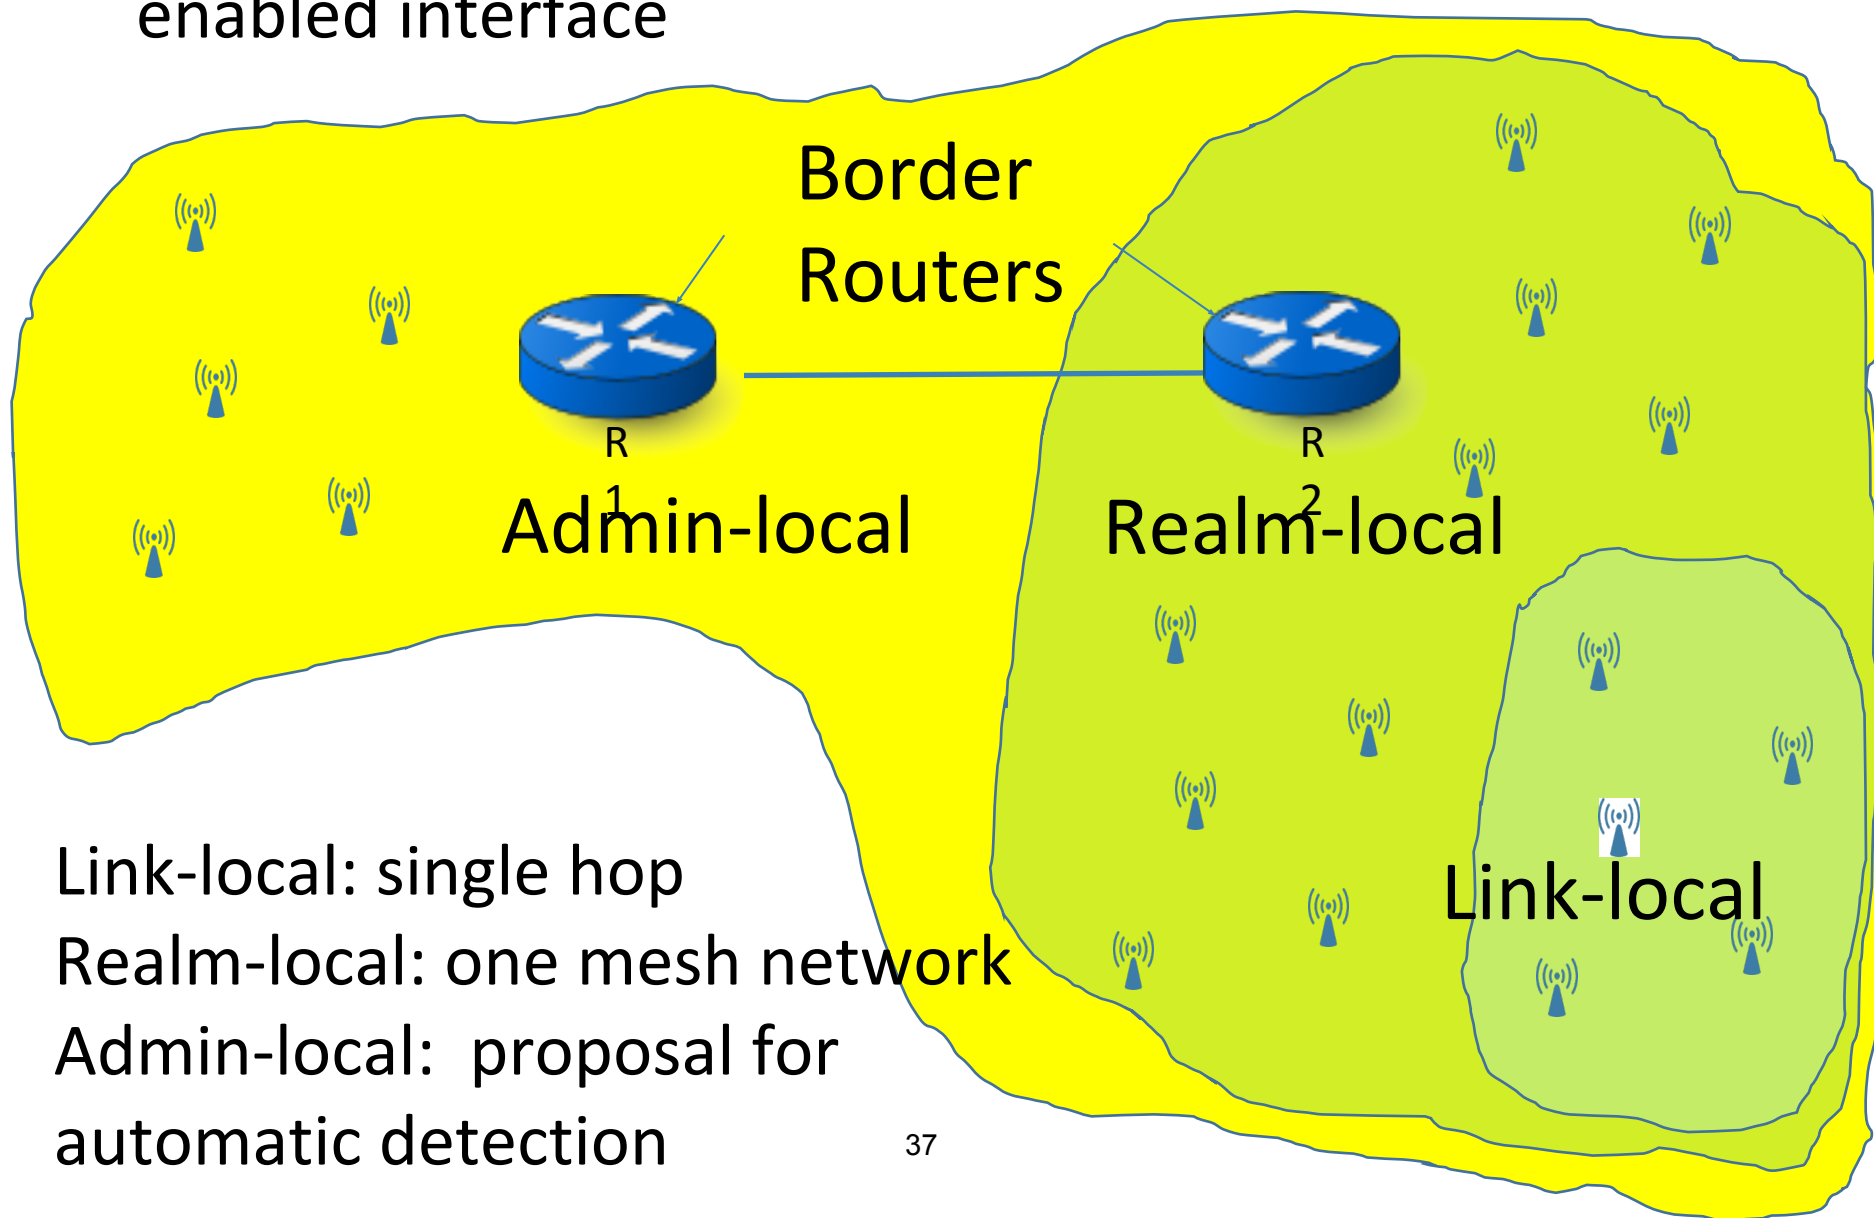 enabled interface
Border
Routers
R
1
R
2
Admin-local
Realm-local
Link-local
Link-local: single hop
Realm-local: one mesh network
Admin-local:  proposal for
automatic detection
37